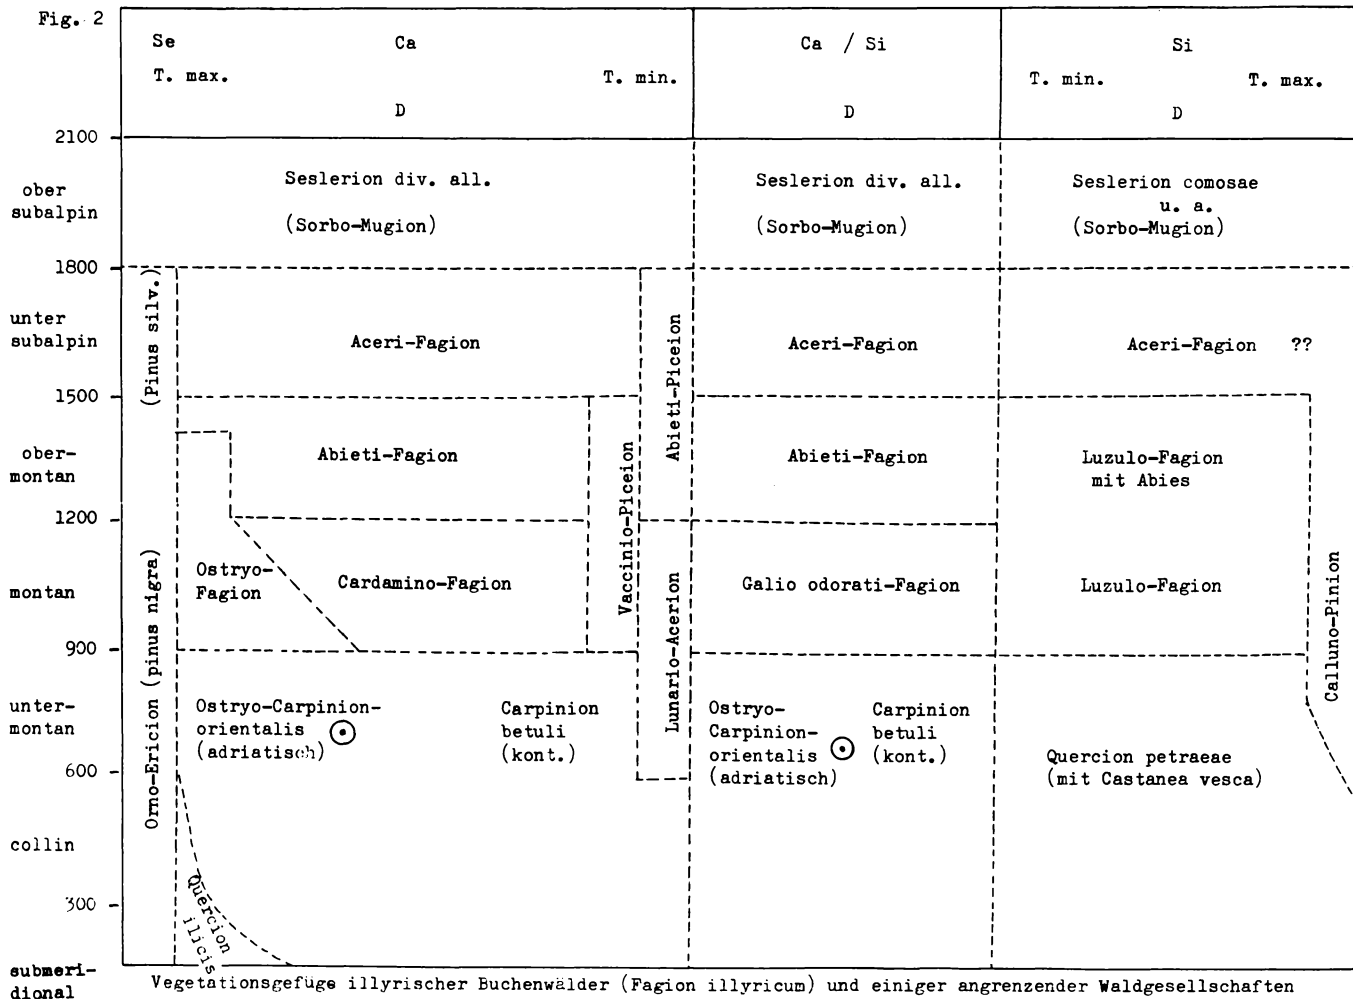 Fig. 2
Se
Ca
Ca / Si
Si
T. max.
T. min.
T. min.
T. max.
D
D
D
2100
ober
subalpin
Seslerion div. all.
(Sorbo-Mugion)
Seslerion div. all.
(Sorbo-Mugion)
Seslerion comosae
u. a.
(Sorbo-Mugion)
1800
unter
subalpin
(Pinus silv.)
Aceri-Fagion
Abieti-Piceion
Aceri-Fagion
Aceri-Fagion ??
1500
ober-
montan
Abieti-Fagion
Vaccinio-Piceion
Abieti-Fagion
Luzulo-Fagion
mit Abies
1200
montan
Orno-Ericion (pinus nigra)
Ostryo-
Fagion
Cardamino-Fagion
Lunario-Acerion
Galio odorati-Fagion
Luzulo-Fagion
Calluno-Pinion
900
unter-
montan
Ostryo-Carpinion-
orientalis
(adriatisch)
Carpinion
betuli
(kont.)
Ostryo-
Carpinion-
orientalis
(adriatisch)
Carpinion
betuli
(kont.)
Quercion petraeae
(mit Castanea vesca)
600
collin
300
Quercion
ilicis
submeri-
dional
Vegetationsgefüge illyrischer Buchenwälder (Fagion illyricum) und einiger angrenzender Waldgesellschaften